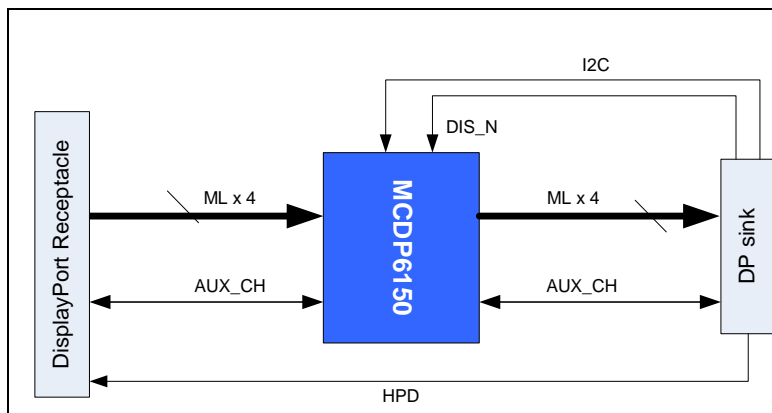 I2C
DIS_N
DisplayPort Receptacle
ML x 4
MCDP6150
ML x 4
DP sink
AUX_CH
AUX_CH
HPD